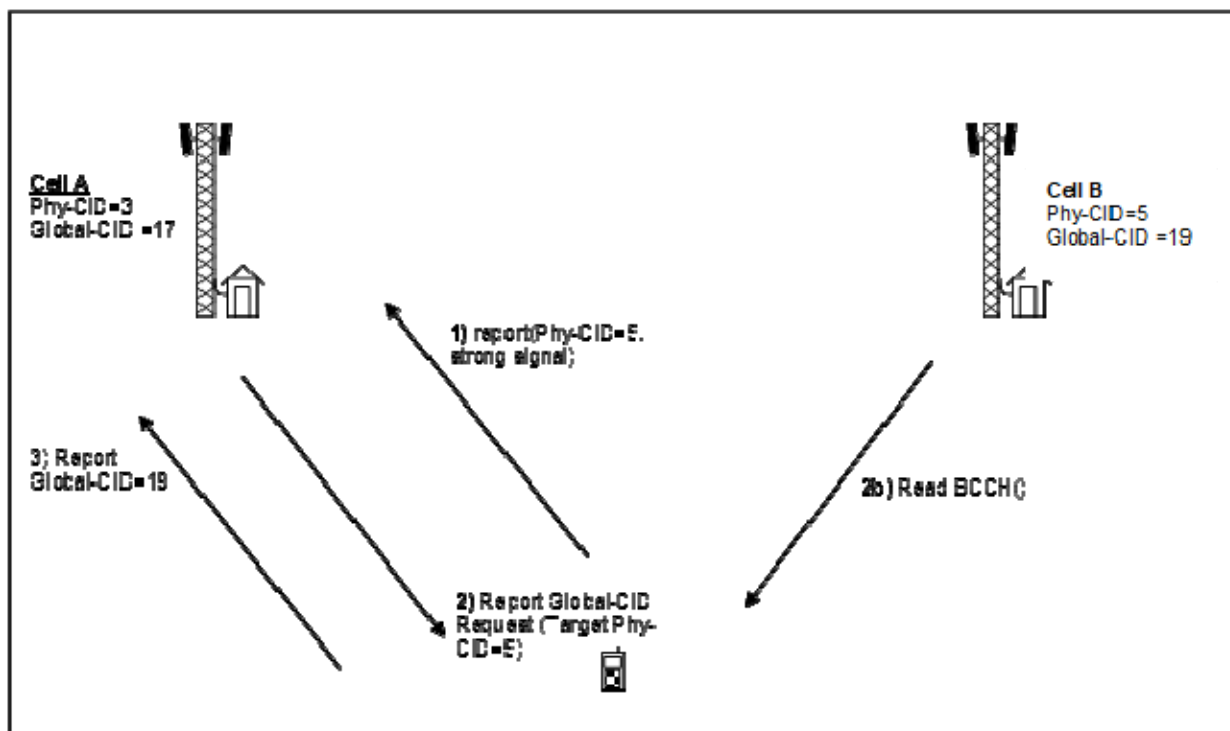 Cell A
Phy-CID=3
Global-CID =17
Cell B
Phy-CID=5
Global-CID =19
1) report(Phy-CID=5,
strong signal)
3) Report
Global-CID=19
2b) Read BCCH()
2) Report Global-CID
Request (Target Phy-
CID=5)